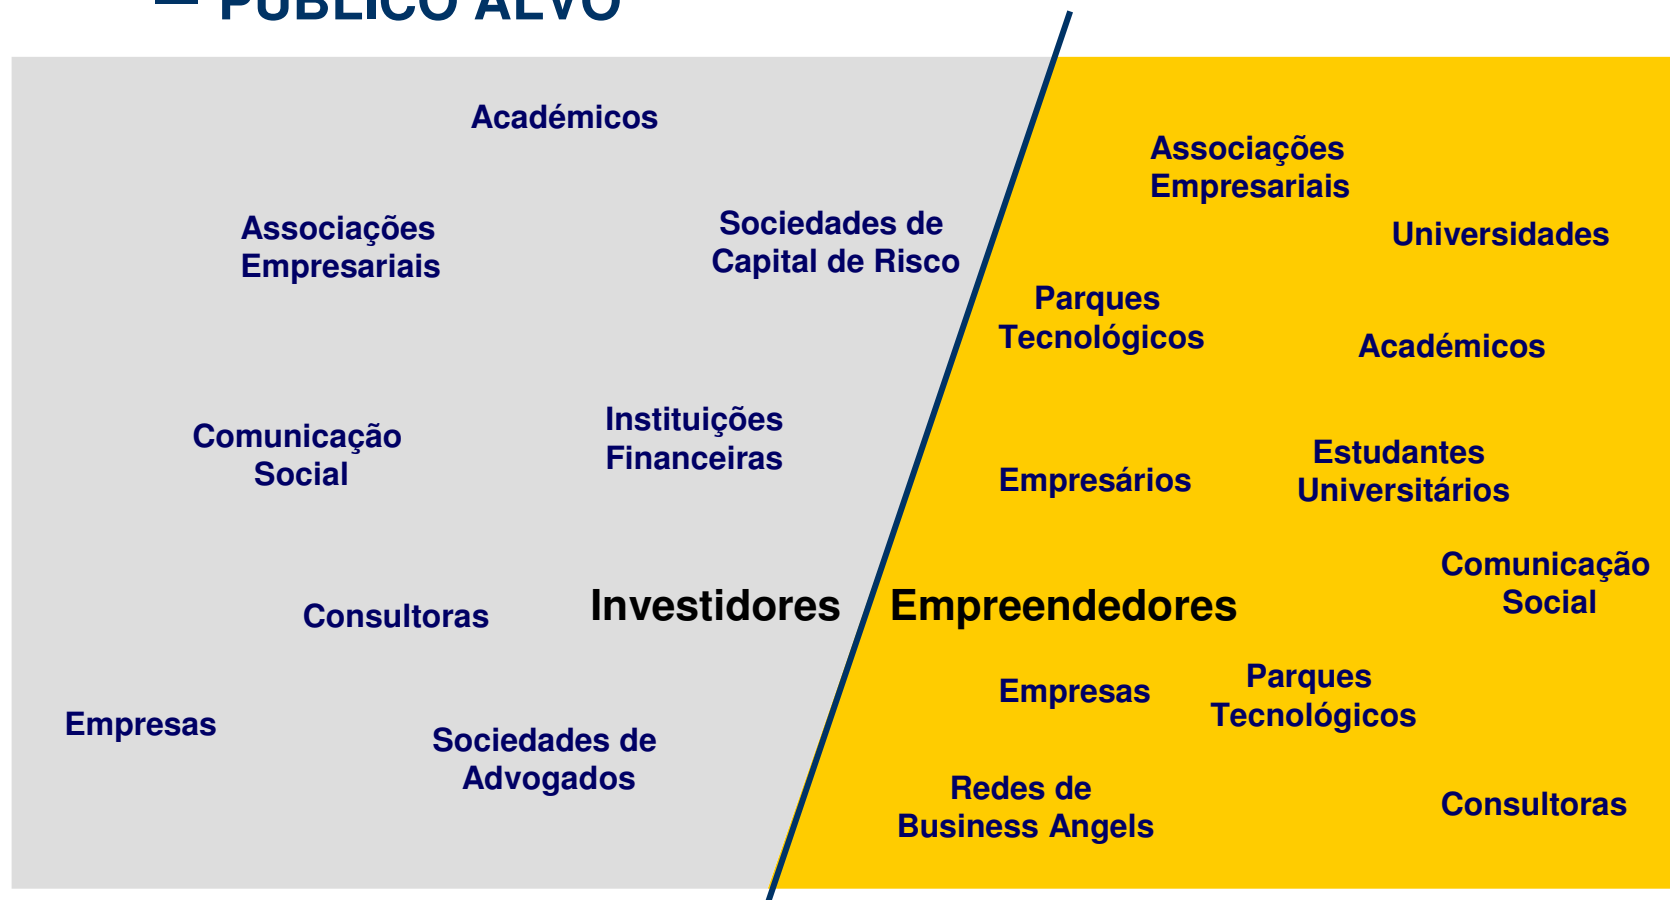 — PÚBLICO ALVO
Académicos
Associações
Empresariais
Sociedades de
Capital de Risco
Comunicação
Social
Instituições
Financeiras
Consultoras
Investidores
Empresas
Sociedades de
Advogados
Associações
Empresariais
Universidades
Parques
Tecnológicos
Académicos
Empresários
Estudantes
Universitários
Comunicação
Social
Empreendedores
Empresas
Parques
Tecnológicos
Redes de
Business Angels
Consultoras